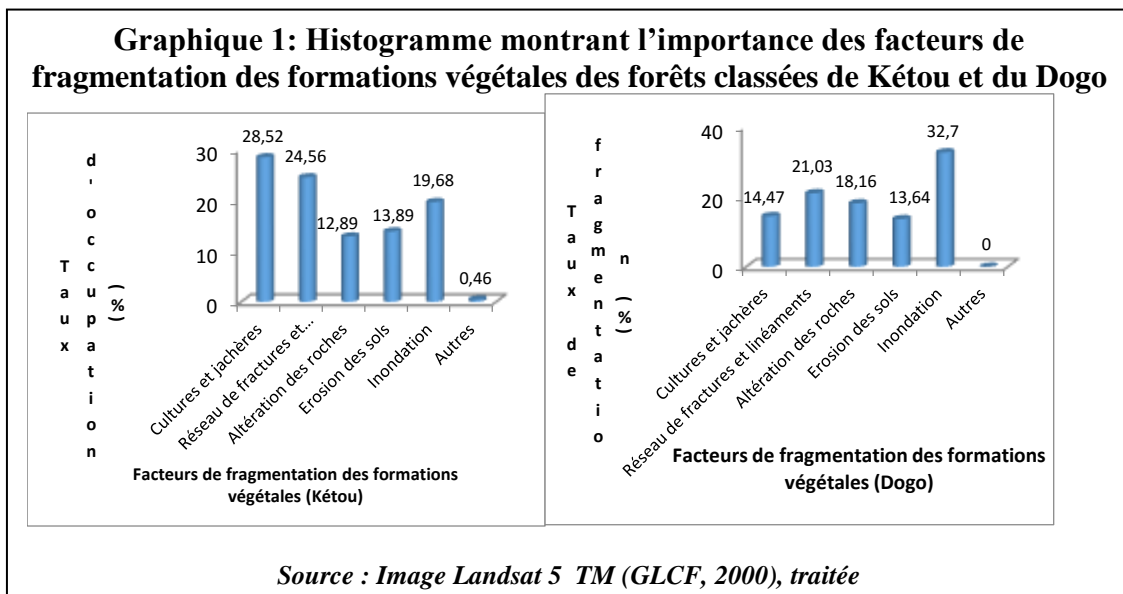 Graphique 1: Histogramme montrant l’importance des facteurs de
fragmentation des formations végétales des forêts classées de Kétou et du Dogo
Taux
d'occupation
(%)
30
20
10
0
28,52
24,56
12,89
13,89
19,68
0,46
Cultures et jachères
Réseau de fractures et...
Altération des roches
Erosion des sols
Inondation
Autres
Facteurs de fragmentation des formations
végétales (Kétou)
Taux de
fragmentatio
n (%)
40
20
0
14,47
21,03
18,16
13,64
32,7
0
Cultures et jachères
Réseau de fractures et linéaments
Altération des roches
Erosion des sols
Inondation
Autres
Facteurs de fragmentation des formations
végétales (Dogo)
Source : Image Landsat 5 TM (GLCF, 2000), traitée